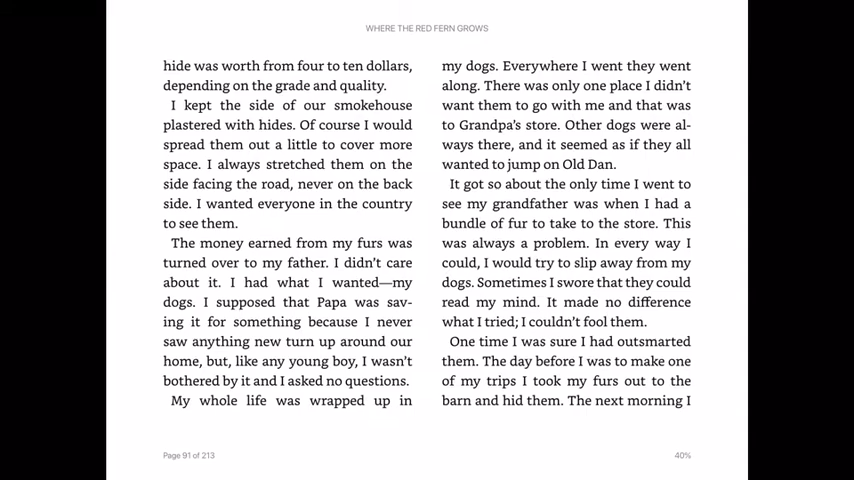 WHERE THE RED FERN GROWS
hide was worth from four to ten dollars,
depending on the grade and quality.
I kept the side of our smokehouse
plastered with hides. Of course I would
spread them out a little to cover more
space. I always stretched them on the
side facing the road, never on the back
side. I wanted everyone in the country
to see them.
The money earned from my furs was
turned over to my father. I didn't care
about it. I had what I wanted—my
dogs. I supposed that Papa was sav-
ing it for something because I never
saw anything new turn up around our
home, but, like any young boy, I wasn't
bothered by it and I asked no questions.
My whole life was wrapped up in
my dogs. Everywhere I went they went
along. There was only one place I didn't
want them to go with me and that was
to Grandpa's store. Other dogs were al-
ways there, and it seemed as if they all
wanted to jump on Old Dan.
It got so about the only time I went to
see my grandfather was when I had a
bundle of fur to take to the store. This
was always a problem. In every way I
could, I would try to slip away from my
dogs. Sometimes I swore that they could
read my mind. It made no difference
what I tried; I couldn't fool them.
One time I was sure I had outsmarted
them. The day before I was to make one
of my trips I took my furs out to the
barn and hid them. The next morning I
Page 91 of 213
40%